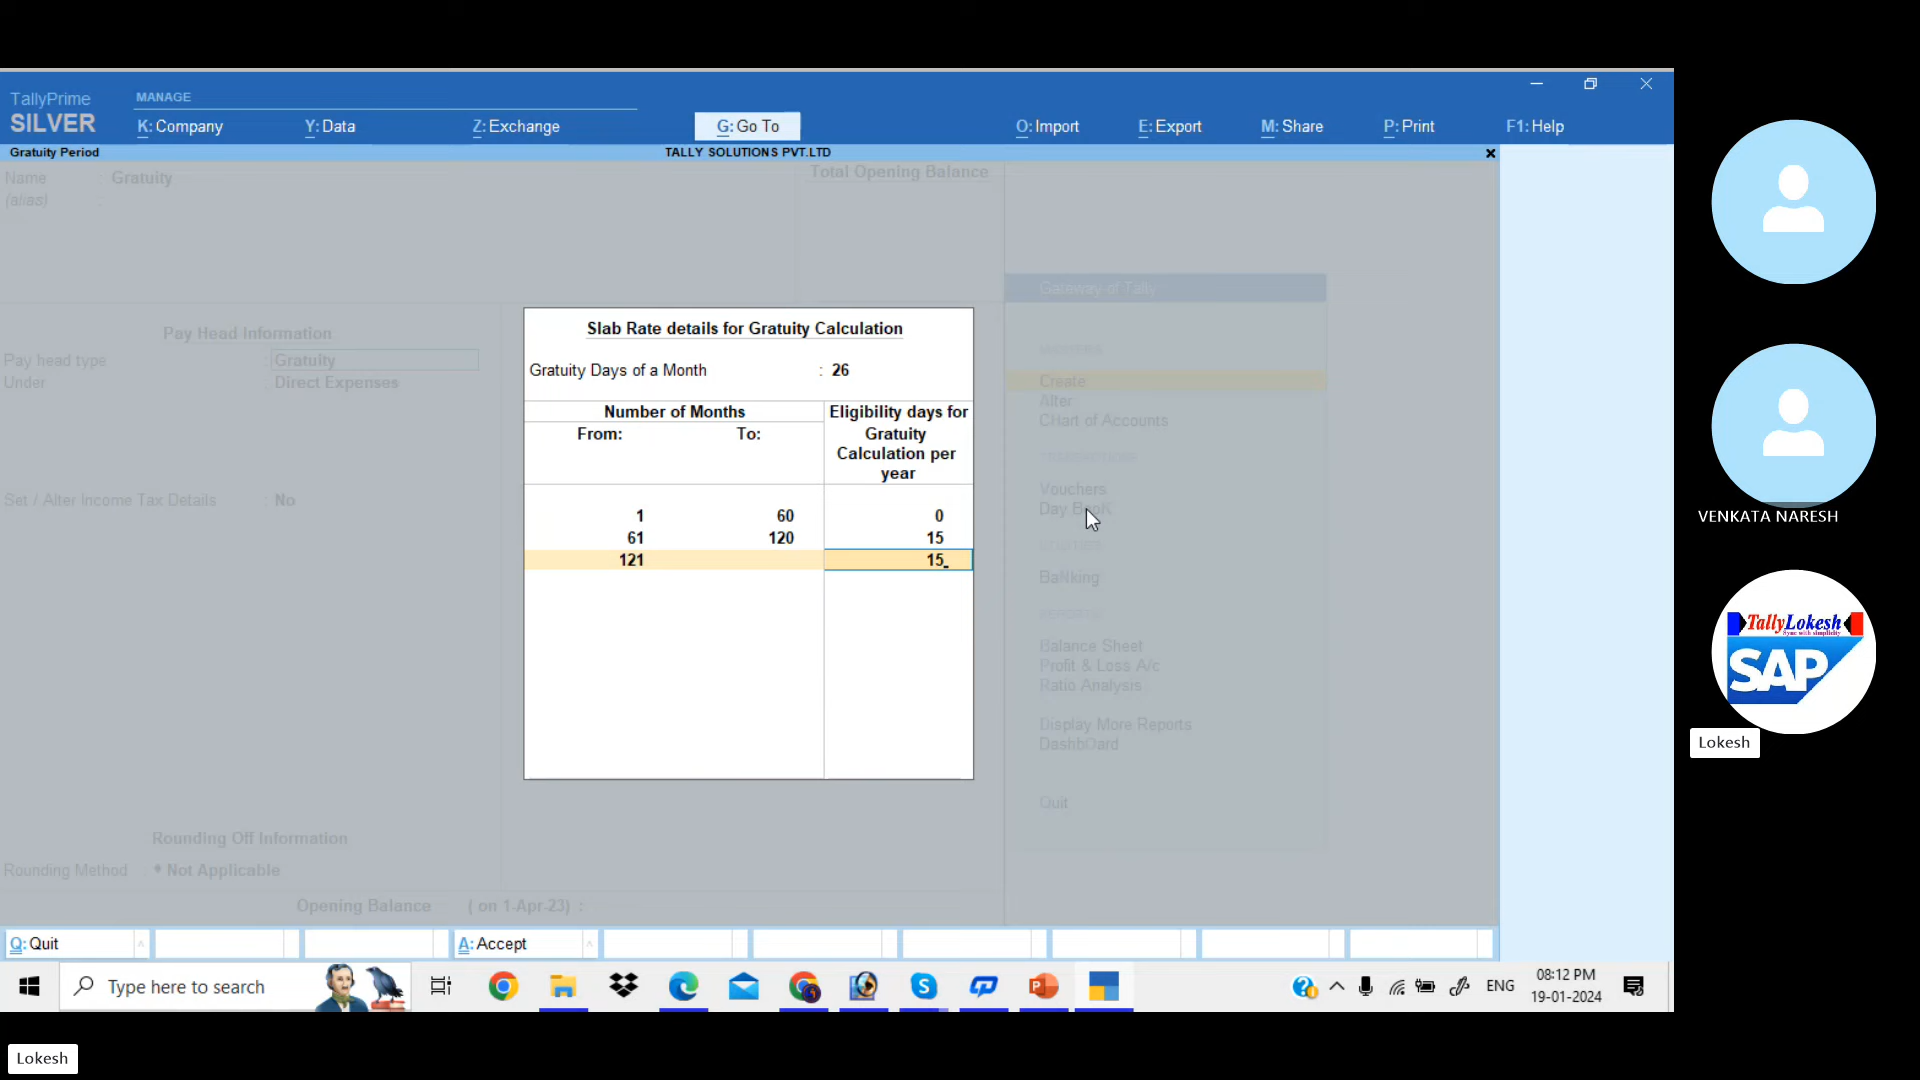 TallyPrime
SILVER
MANAGE
K: Company
Y: Data
Z: Exchange
G: Go To
O: Import
E: Export
M: Share
P: Print
F1: Help
Gratuity Period
TALLY SOLUTIONS PVT.LTD
Name : Gratuity
(alias) :
Total Opening Balance
Gateway of Tally
Pay Head Information
Pay head type : Gratuity
Under : Direct Expenses
Set / Alter Income Tax Details : No
Rounding Off Information
Rounding Method : ♦ Not Applicable
Opening Balance ( on 1-Apr-23) :
Slab Rate details for Gratuity Calculation
Gratuity Days of a Month : 26
Number of Months
From: To:
Eligibility days for
Gratuity
Calculation per
year
1 60 0
61 120 15
121 15
Create
Alter
CHart of Accounts
Vouchers
Day BooK
BaNking
Balance Sheet
Profit & Loss A/c
Ratio Analysis
Display More Reports
DashbOard
Quit
Q: Quit
A: Accept
Type here to search
ENG
08:12 PM
19-01-2024
VENKATA NARESH
TallyLokesh
Sync with simplicity
SAP
Lokesh
Lokesh